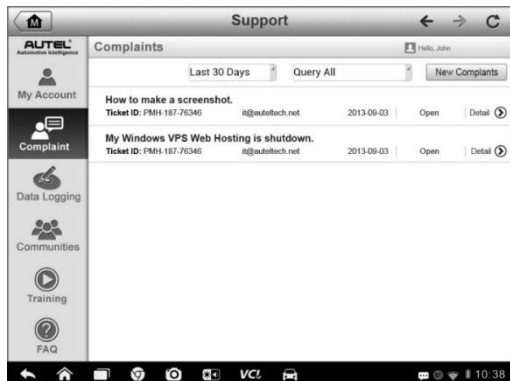 M
Support
AUTEL
Automotive Intelligence
Complaints
Hello, John
Last 30 Days
Query All
New Complants
My Account
How to make a screenshot.
Ticket ID: PMH-187-76346 it@auteltech.net 2013-09-03 Open Detail
Complaint
My Windows VPS Web Hosting is shutdown.
Ticket ID: PMH-187-76346 it@auteltech.net 2013-09-03 Open Detail
Data Logging
Communities
Training
FAQ
VCI
10:38